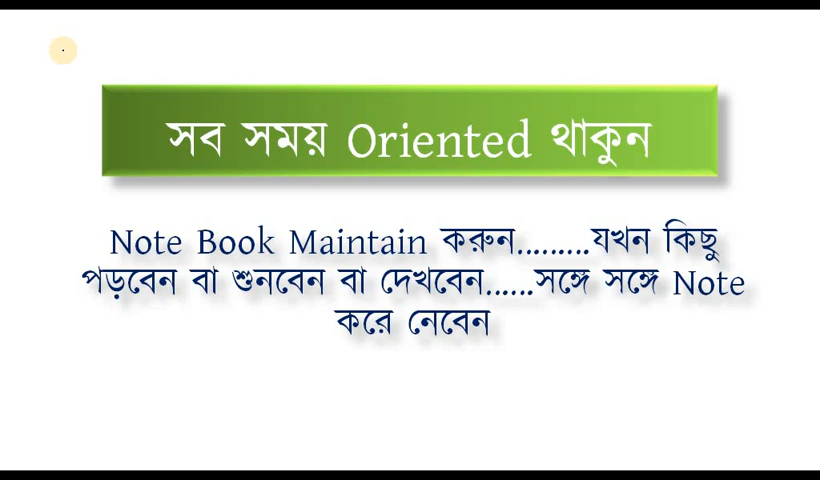 সব সময় Oriented থাকুন
Note Book Maintain করুন.........যখন কিছু
পড়বেন বা শুনবেন বা দেখবেন......সঙ্গে সঙ্গে Note
করে নেবেন